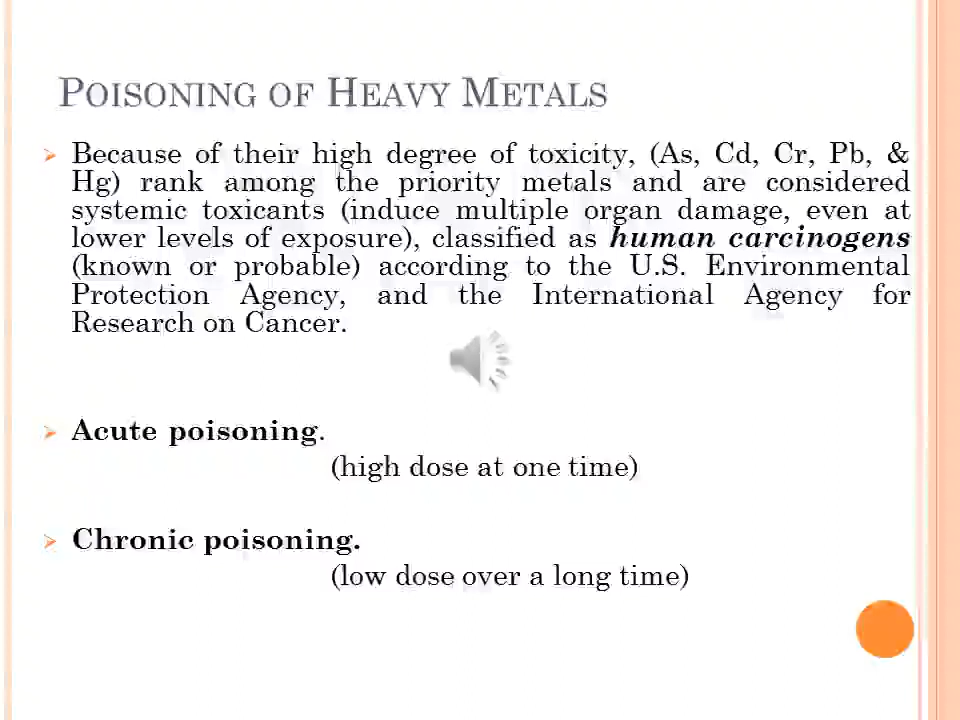 POISONING OF HEAVY METALS
Because of their high degree of toxicity, (As, Cd, Cr, Pb, &
Hg) rank among the priority metals and are considered
systemic toxicants (induce multiple organ damage, even at
lower levels of exposure), classified as human carcinogens
(known or probable) according to the U.S. Environmental
Protection Agency, and the International Agency for
Research on Cancer.
Acute poisoning.
(high dose at one time)
Chronic poisoning.
(low dose over a long time)